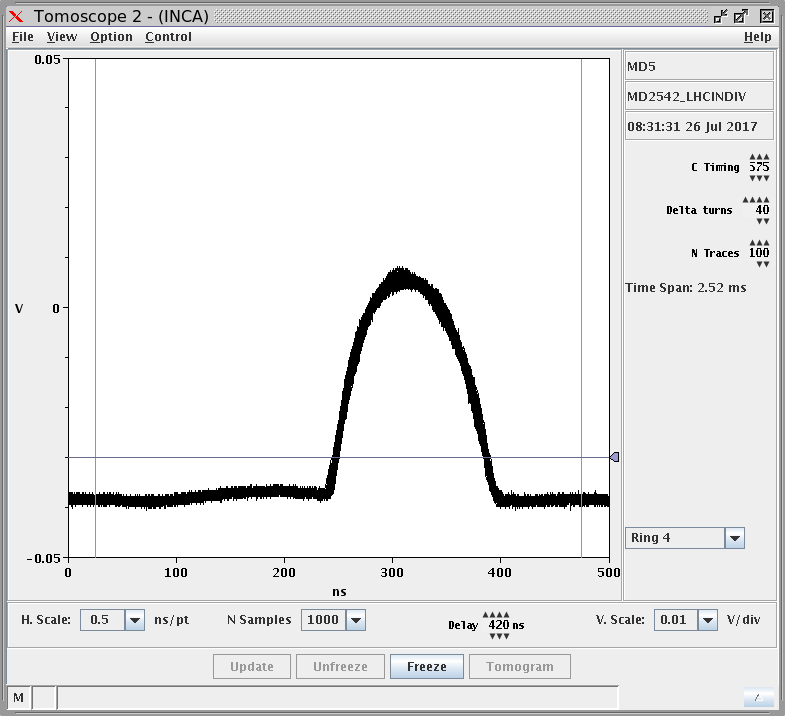 Tomoscope 2 - (INCA)
File View Option Control Help
0.05
V 0
-0.05
0 100 200 300 400 500
ns
MD5
MD2542_LHCINDIV
08:31:31 26 Jul 2017
C Timing 575
Delta turns 40
N Traces 100
Time Span: 2.52 ms
Ring 4
H. Scale: 0.5 ns/pt N Samples 1000 Delay 420 ns V. Scale: 0.01 V/div
Update Unfreeze Freeze Tomogram
M